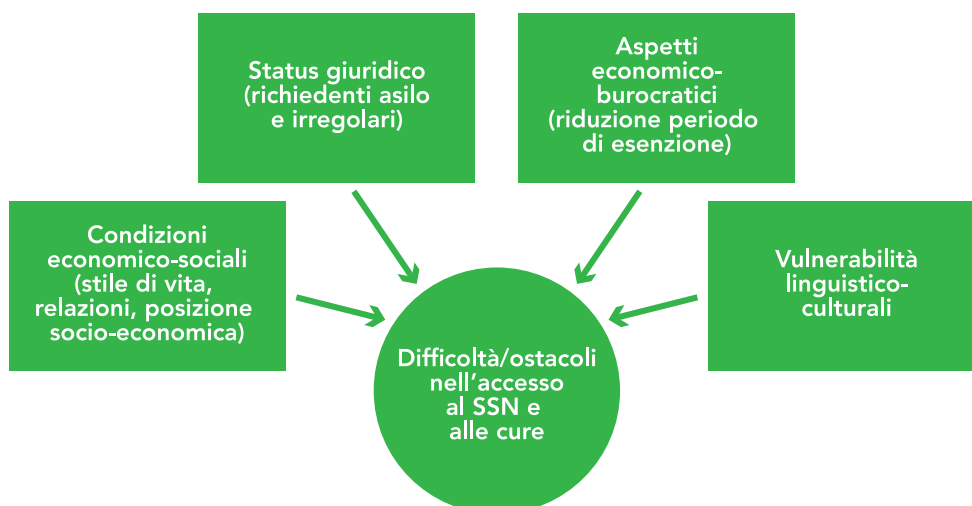 Status giuridico
(richiedenti asilo
e irregolari)
Aspetti
economico-
burocratici
(riduzione periodo
di esenzione)
Condizioni
economico-sociali
(stile di vita,
relazioni, posizione
socio-economica)
Vulnerabilità
linguistico-
culturali
Difficoltà/ostacoli
nell’accesso
al SSN e
alle cure